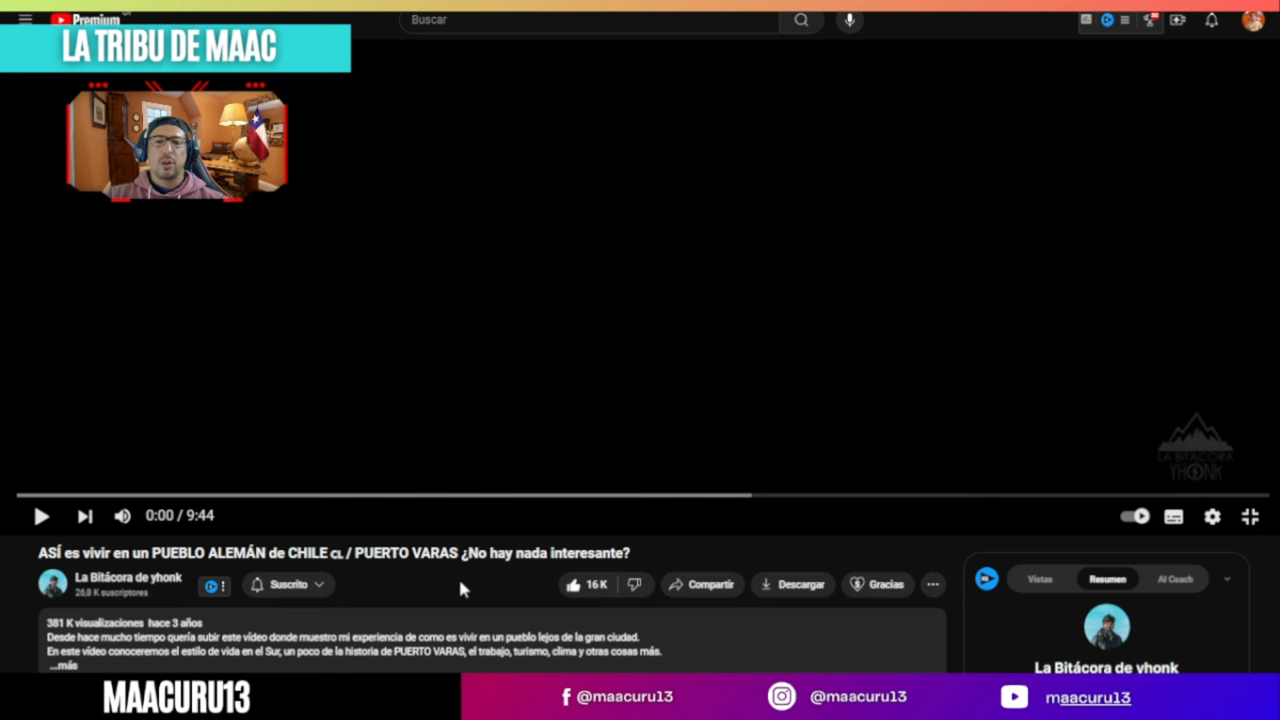 Premium
Buscar
LA TRIBU DE MAAC
LA BITACORA
YHONK
0:00 / 9:44
ASÍ es vivir en un PUEBLO ALEMÁN de CHILE CL / PUERTO VARAS ¿No hay nada interesante?
La Bitácora de yhonk
26,8 K suscriptores
Suscrito
16 K
Compartir
Descargar
Gracias
Vistas
Resumen
AI Coach
381 K visualizaciones hace 3 años
Desde hace mucho tiempo quería subir este vídeo donde muestro mi experiencia de como es vivir en un pueblo lejos de la gran ciudad.
En este vídeo conoceremos el estilo de vida en el Sur, un poco de la historia de PUERTO VARAS, el trabajo, turismo, clima y otras cosas más.
...más
La Bitácora de yhonk
MAACURU13
@maacuru13
@maacuru13
maacuru13